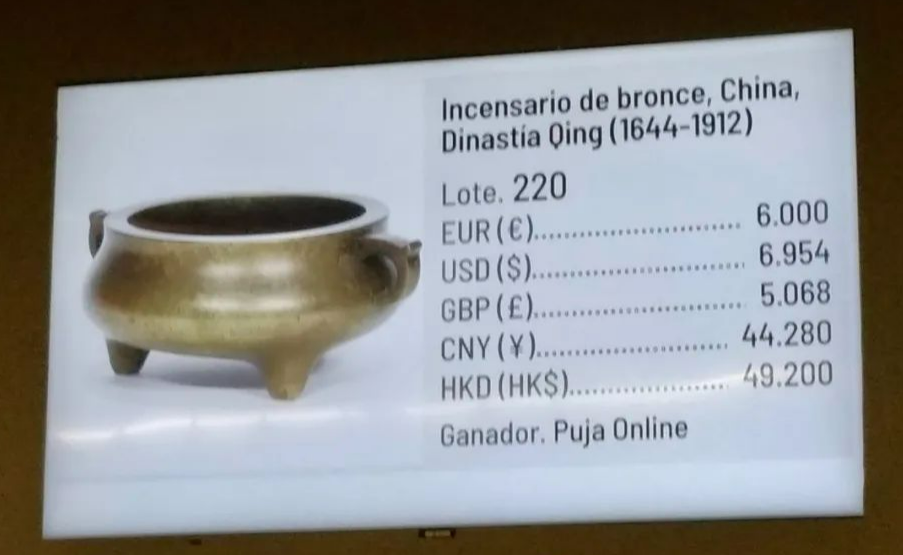 Incensario de bronce, China,
Dinastía Qing (1644-1912)
Lote. 220
EUR (€)........................... 6.000
USD ($)........................... 6.954
GBP (£)........................... 5.068
CNY (¥)........................ 44.280
HKD (HK$).................... 49.200
Ganador. Puja Online